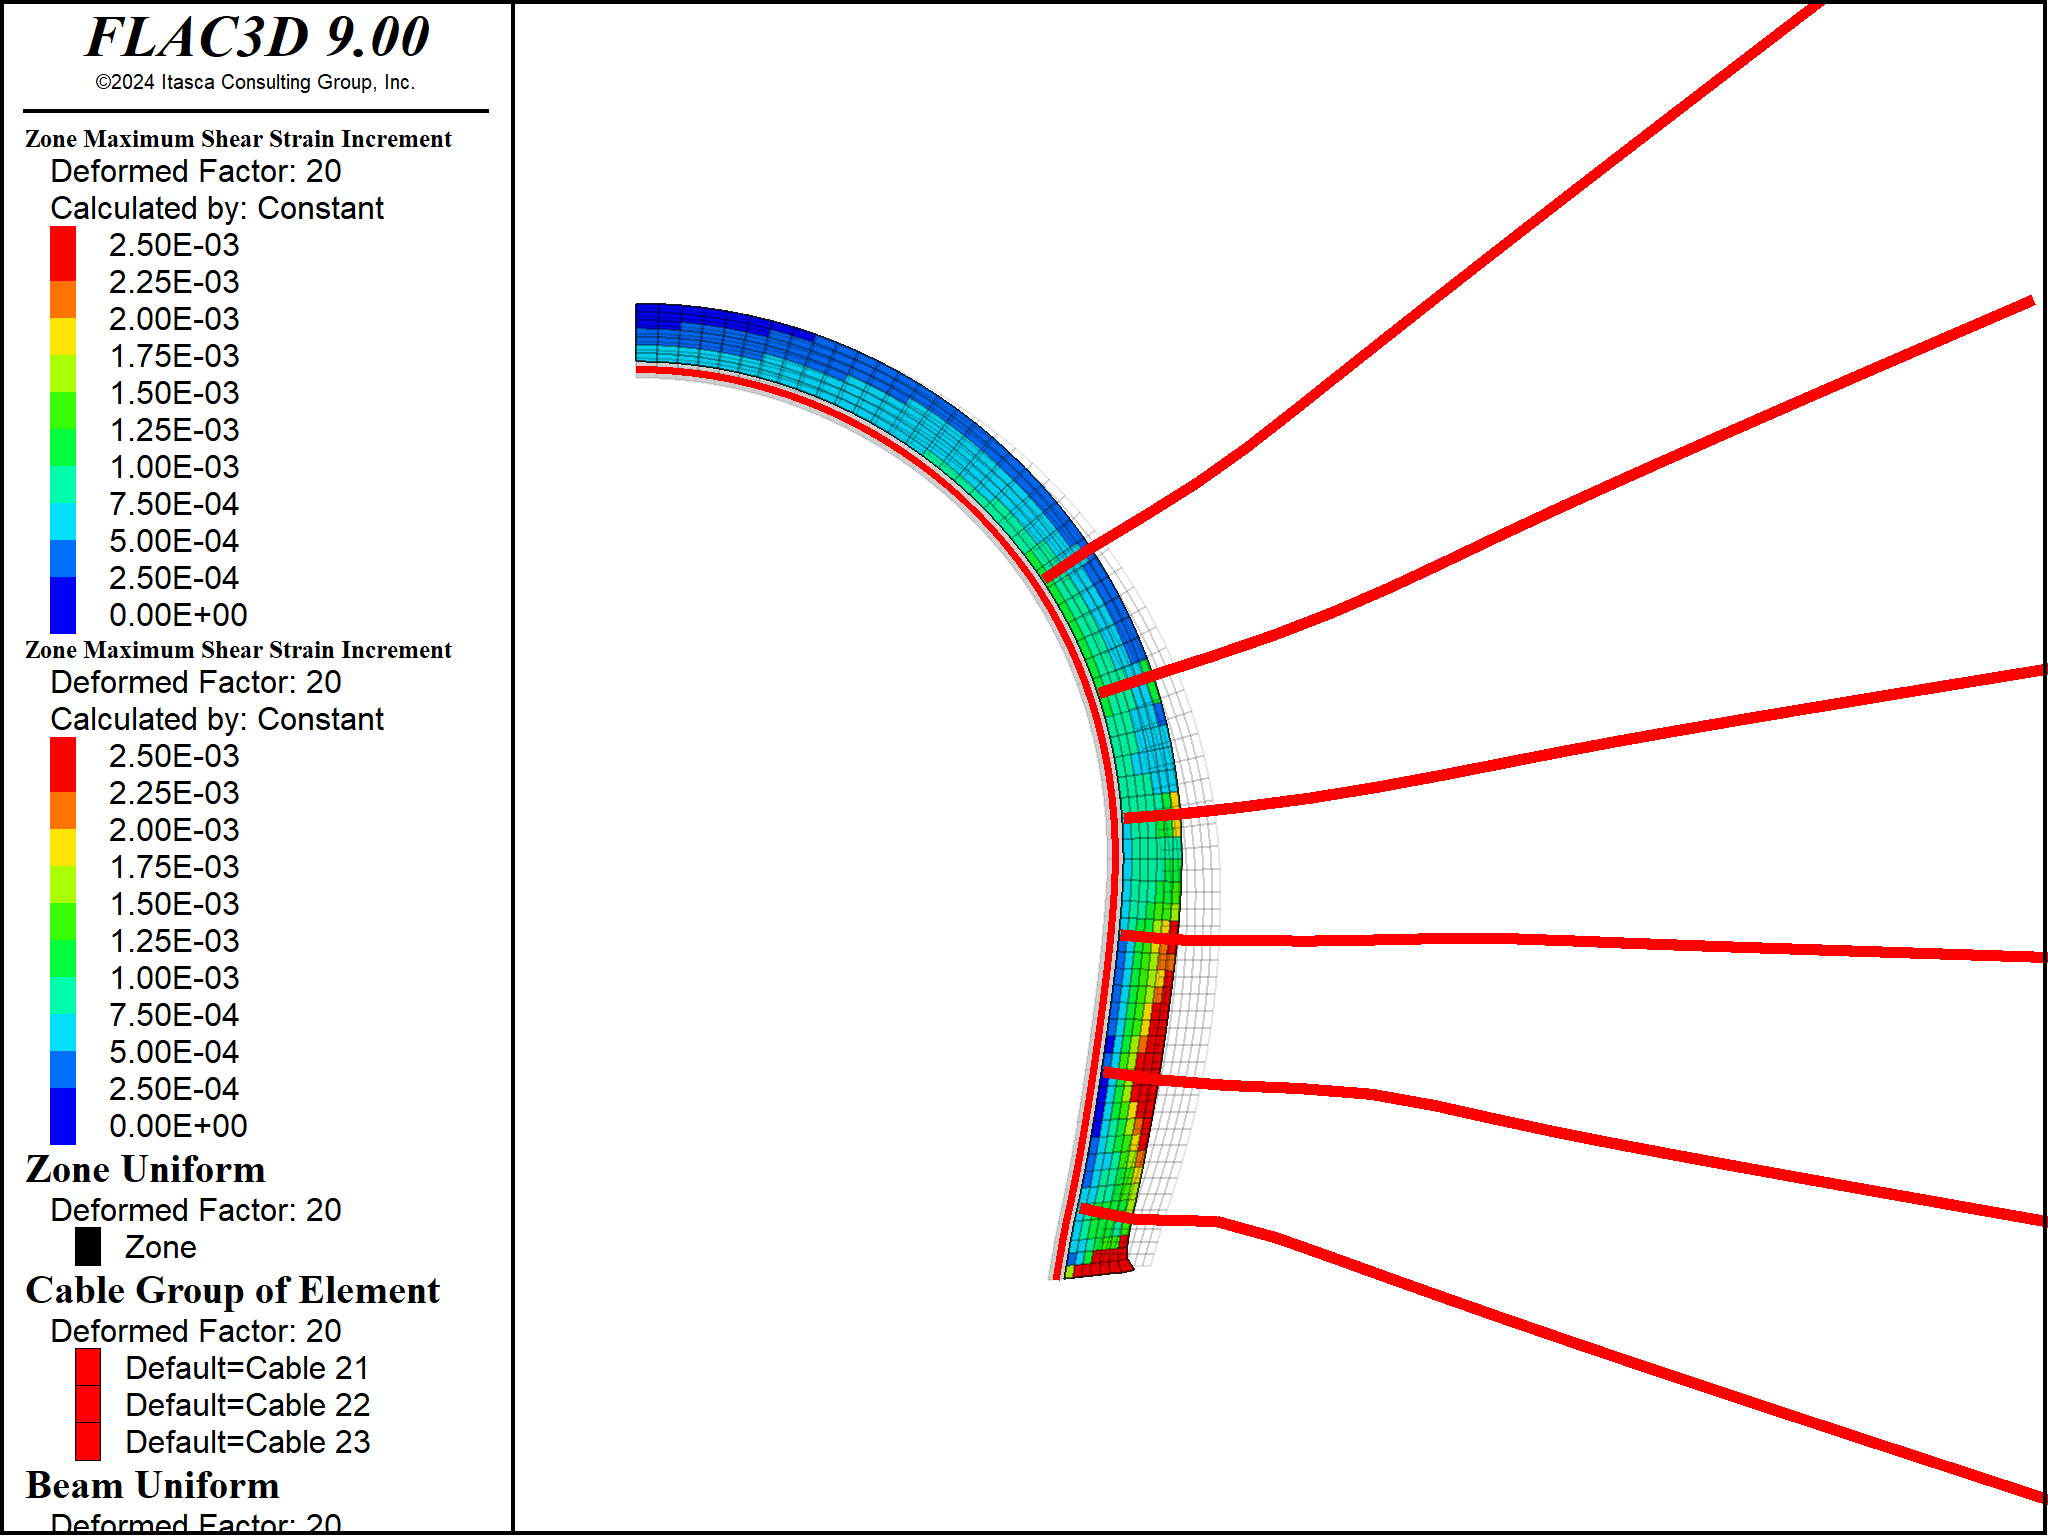 FLAC3D 9.00
©2024 Itasca Consulting Group, Inc.
Zone Maximum Shear Strain Increment
Deformed Factor: 20
Calculated by: Constant
2.50E-03
2.25E-03
2.00E-03
1.75E-03
1.50E-03
1.25E-03
1.00E-03
7.50E-04
5.00E-04
2.50E-04
0.00E+00
Zone Maximum Shear Strain Increment
Deformed Factor: 20
Calculated by: Constant
2.50E-03
2.25E-03
2.00E-03
1.75E-03
1.50E-03
1.25E-03
1.00E-03
7.50E-04
5.00E-04
2.50E-04
0.00E+00
Zone Uniform
Deformed Factor: 20
Zone
Cable Group of Element
Deformed Factor: 20
Default=Cable 21
Default=Cable 22
Default=Cable 23
Beam Uniform
Deformed Factor: 20